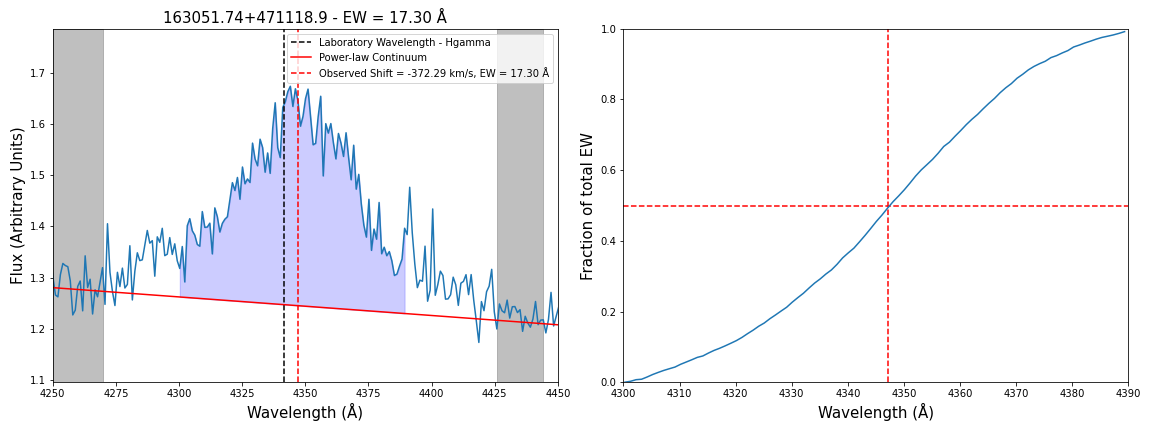 163051.74+471118.9 - EW = 17.30 Å
Laboratory Wavelength - Hgamma
Power-law Continuum
Observed Shift = -372.29 km/s, EW = 17.30 Å
Flux (Arbitrary Units)
1.7
1.6
1.5
1.4
1.3
1.2
1.1
4250 4275 4300 4325 4350 4375 4400 4425 4450
Wavelength (Å)
Fraction of total EW
1.0
0.8
0.6
0.4
0.2
0.0
4300 4310 4320 4330 4340 4350 4360 4370 4380 4390
Wavelength (Å)